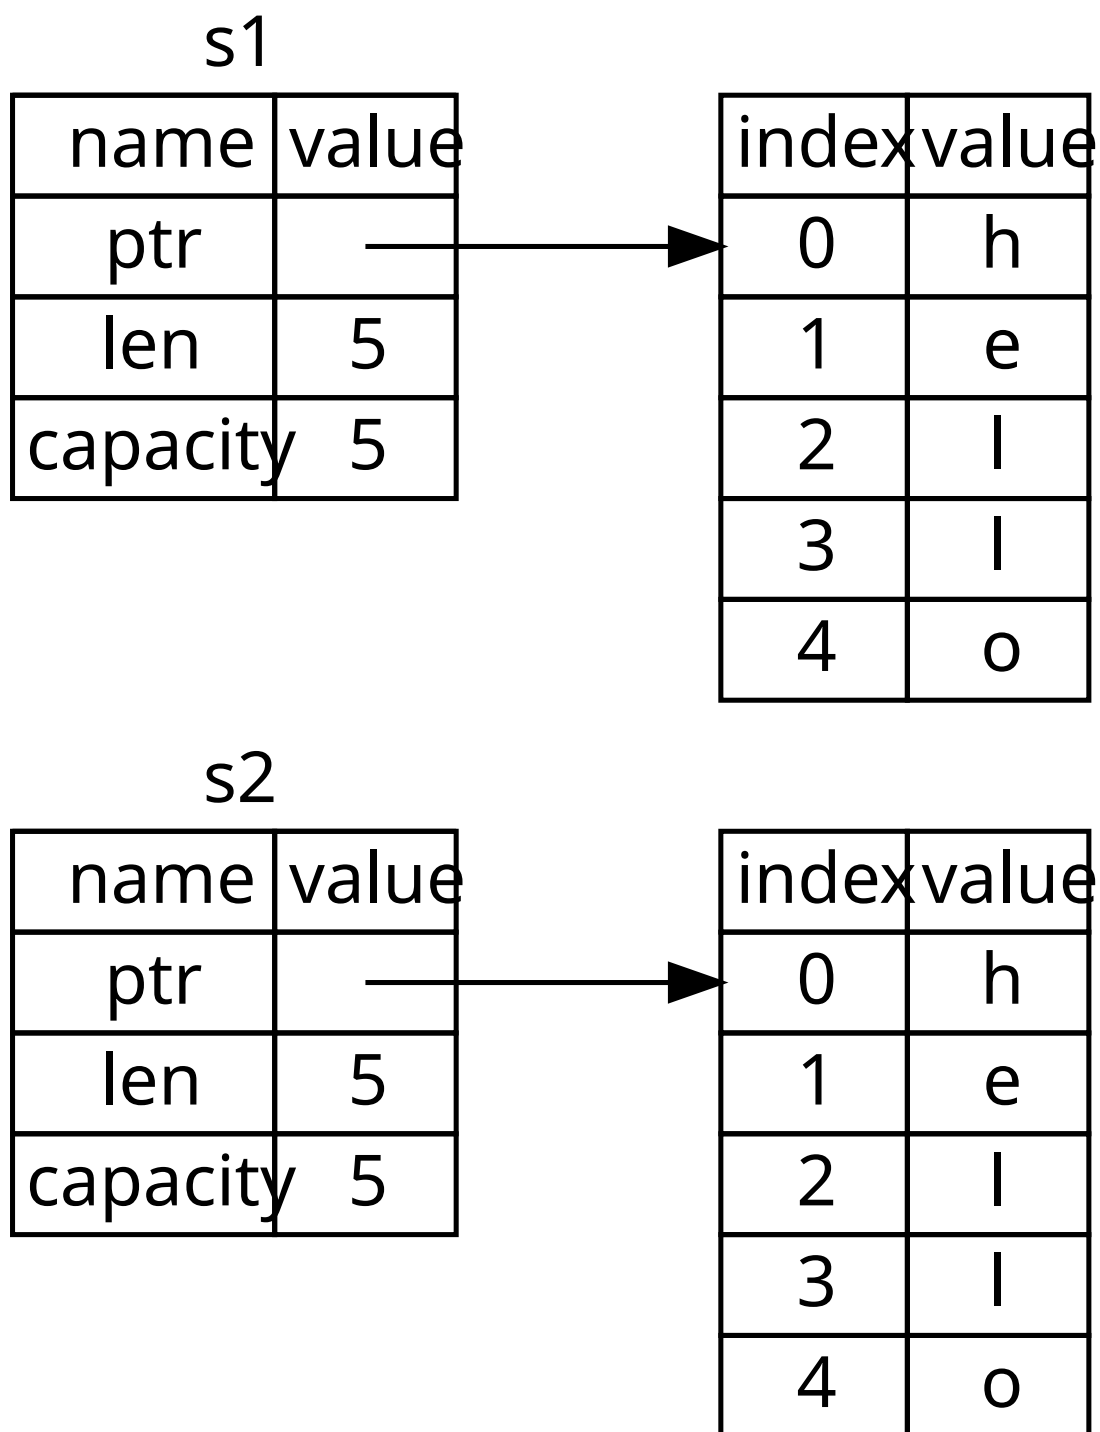 s1
name value
ptr
len 5
capacity 5
index value
0 h
1 e
2 l
3 l
4 o
s2
name value
ptr
len 5
capacity 5
index value
0 h
1 e
2 l
3 l
4 o